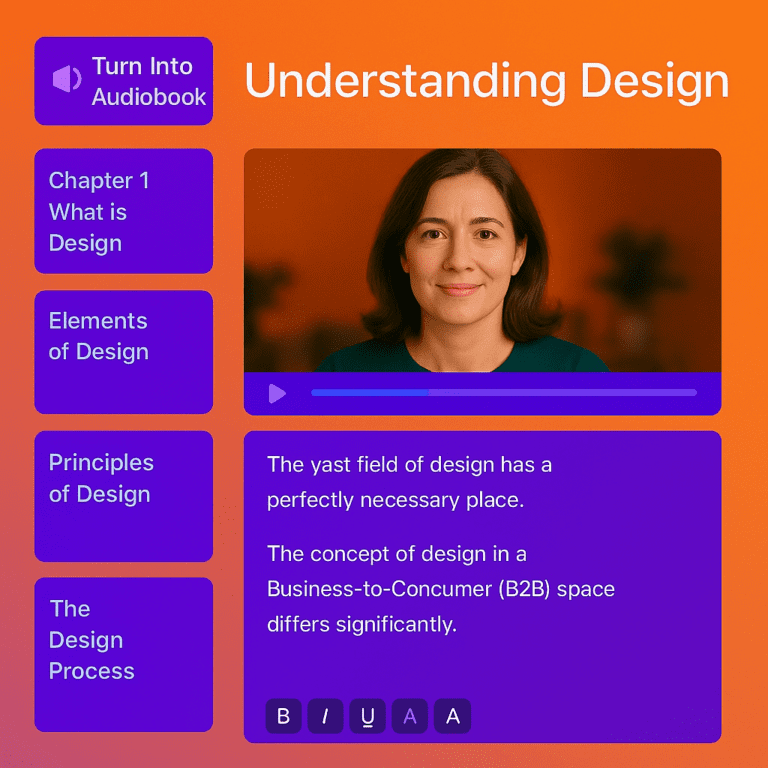 Turn Into
Audiobook
Understanding Design
Chapter 1
What is
Design
Elements
of Design
Principles
of Design
The
Design
Process
The yast field of design has a
perfectly necessary place.
The concept of design in a
Business-to-Concumer (B2B) space
differs significantly.
B I U A A